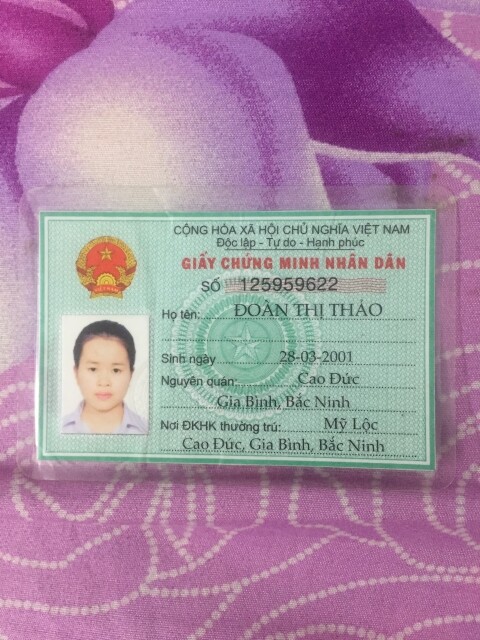 CỘNG HÒA XÃ HỘI CHỦ NGHĨA VIỆT NAM
Độc lập - Tự do - Hạnh phúc
GIẤY CHỨNG MINH NHÂN DÂN
SỐ 125959622
Họ tên: ĐOÀN THỊ THẢO
Sinh ngày 28-03-2001
Nguyên quán: Cao Đức
Gia Bình, Bắc Ninh
Nơi ĐKHK thường trú: Mỹ Lộc
Cao Đức, Gia Bình, Bắc Ninh